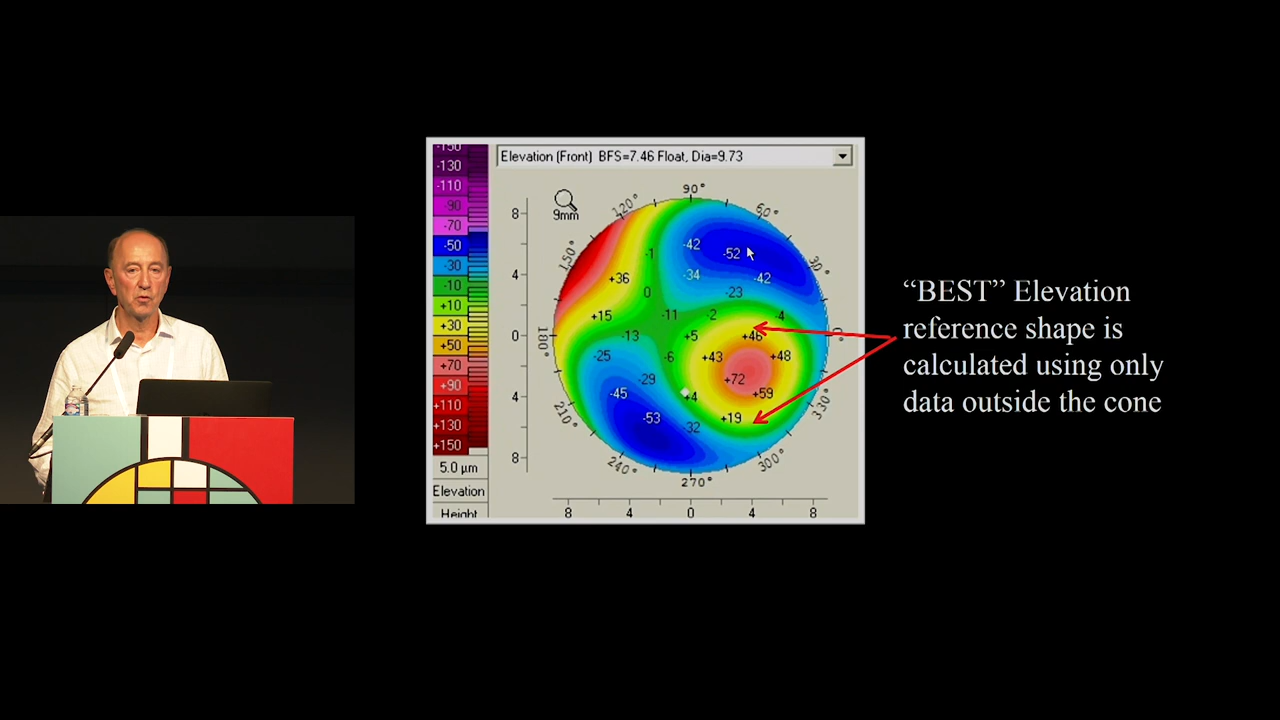 -150
-130
-110
-90
-70
-50
-30
-10
+10
+30
+50
+70
+90
+110
+130
+150
5.0 µm
Elevation
Height
Elevation (Front) BFS=7.46 Float, Dia=9.73
9mm
90°
120° 60°
150° 30°
180° 0
210° 330°
240° 300°
270°
8
4
0
4
8
-42 -52
-1
+36 -34 -42
0 -23
+15 -11 -2 -4
-13 +5 +46
-25 -6 +43 +48
-29 +72
-45 +4 +59
-53 -32 +19
8 4 0 4 8
“BEST” Elevation
reference shape is
calculated using only
data outside the cone